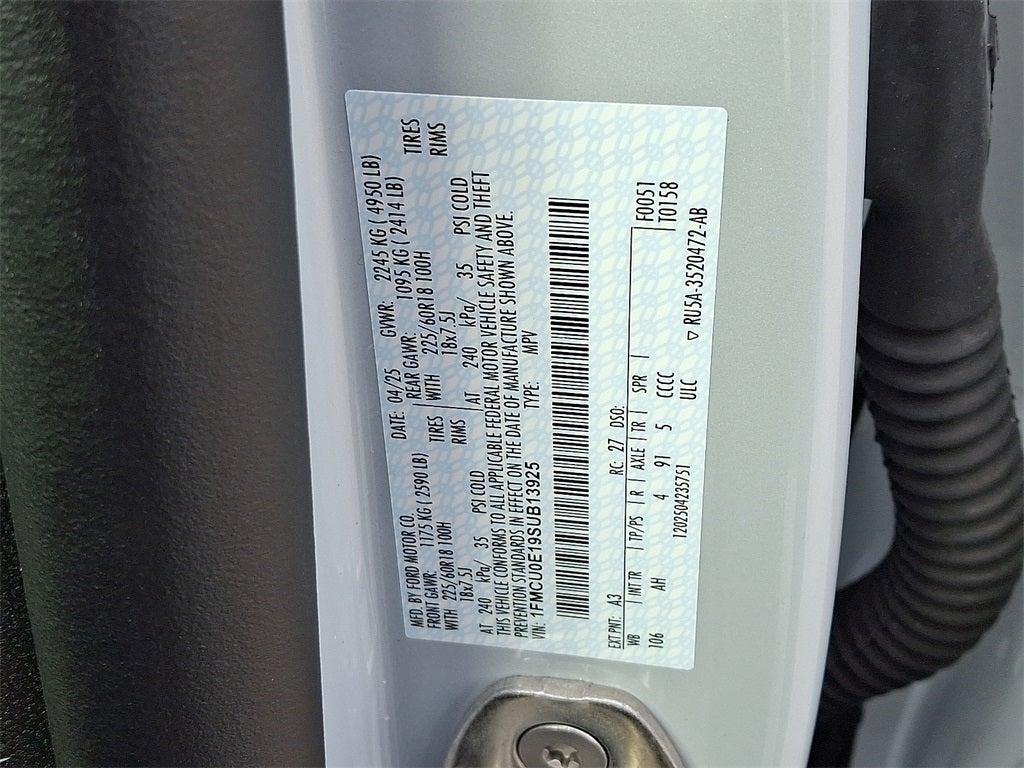 MFD. BY FORD MOTOR CO.
DATE: 04/25 GVWR: 2245 KG ( 4950 LB)
FRONT GAWR: 1175 KG ( 2590 LB) REAR GAWR: 1095 KG ( 2414 LB)
WITH 225/60R18 100H TIRES WITH 225/60R18 100H TIRES
18x7.5J RIMS 18x7.5J RIMS
AT 240 kPa/ 35 PSI COLD AT 240 kPa/ 35 PSI COLD
THIS VEHICLE CONFORMS TO ALL APPLICABLE FEDERAL MOTOR VEHICLE SAFETY AND THEFT
PREVENTION STANDARDS IN EFFECT ON THE DATE OF MANUFACTURE SHOWN ABOVE.
VIN: 1FMCU0E19SUB13925 TYPE: MPV
EXT PNT: A3 RC: 27 DSO: F0051
WB INT TR TP/PS R AXLE TR SPR T0158
106 AH 4 91 5 CCCC
120250423S751 ULC RU5A-3520472-AB